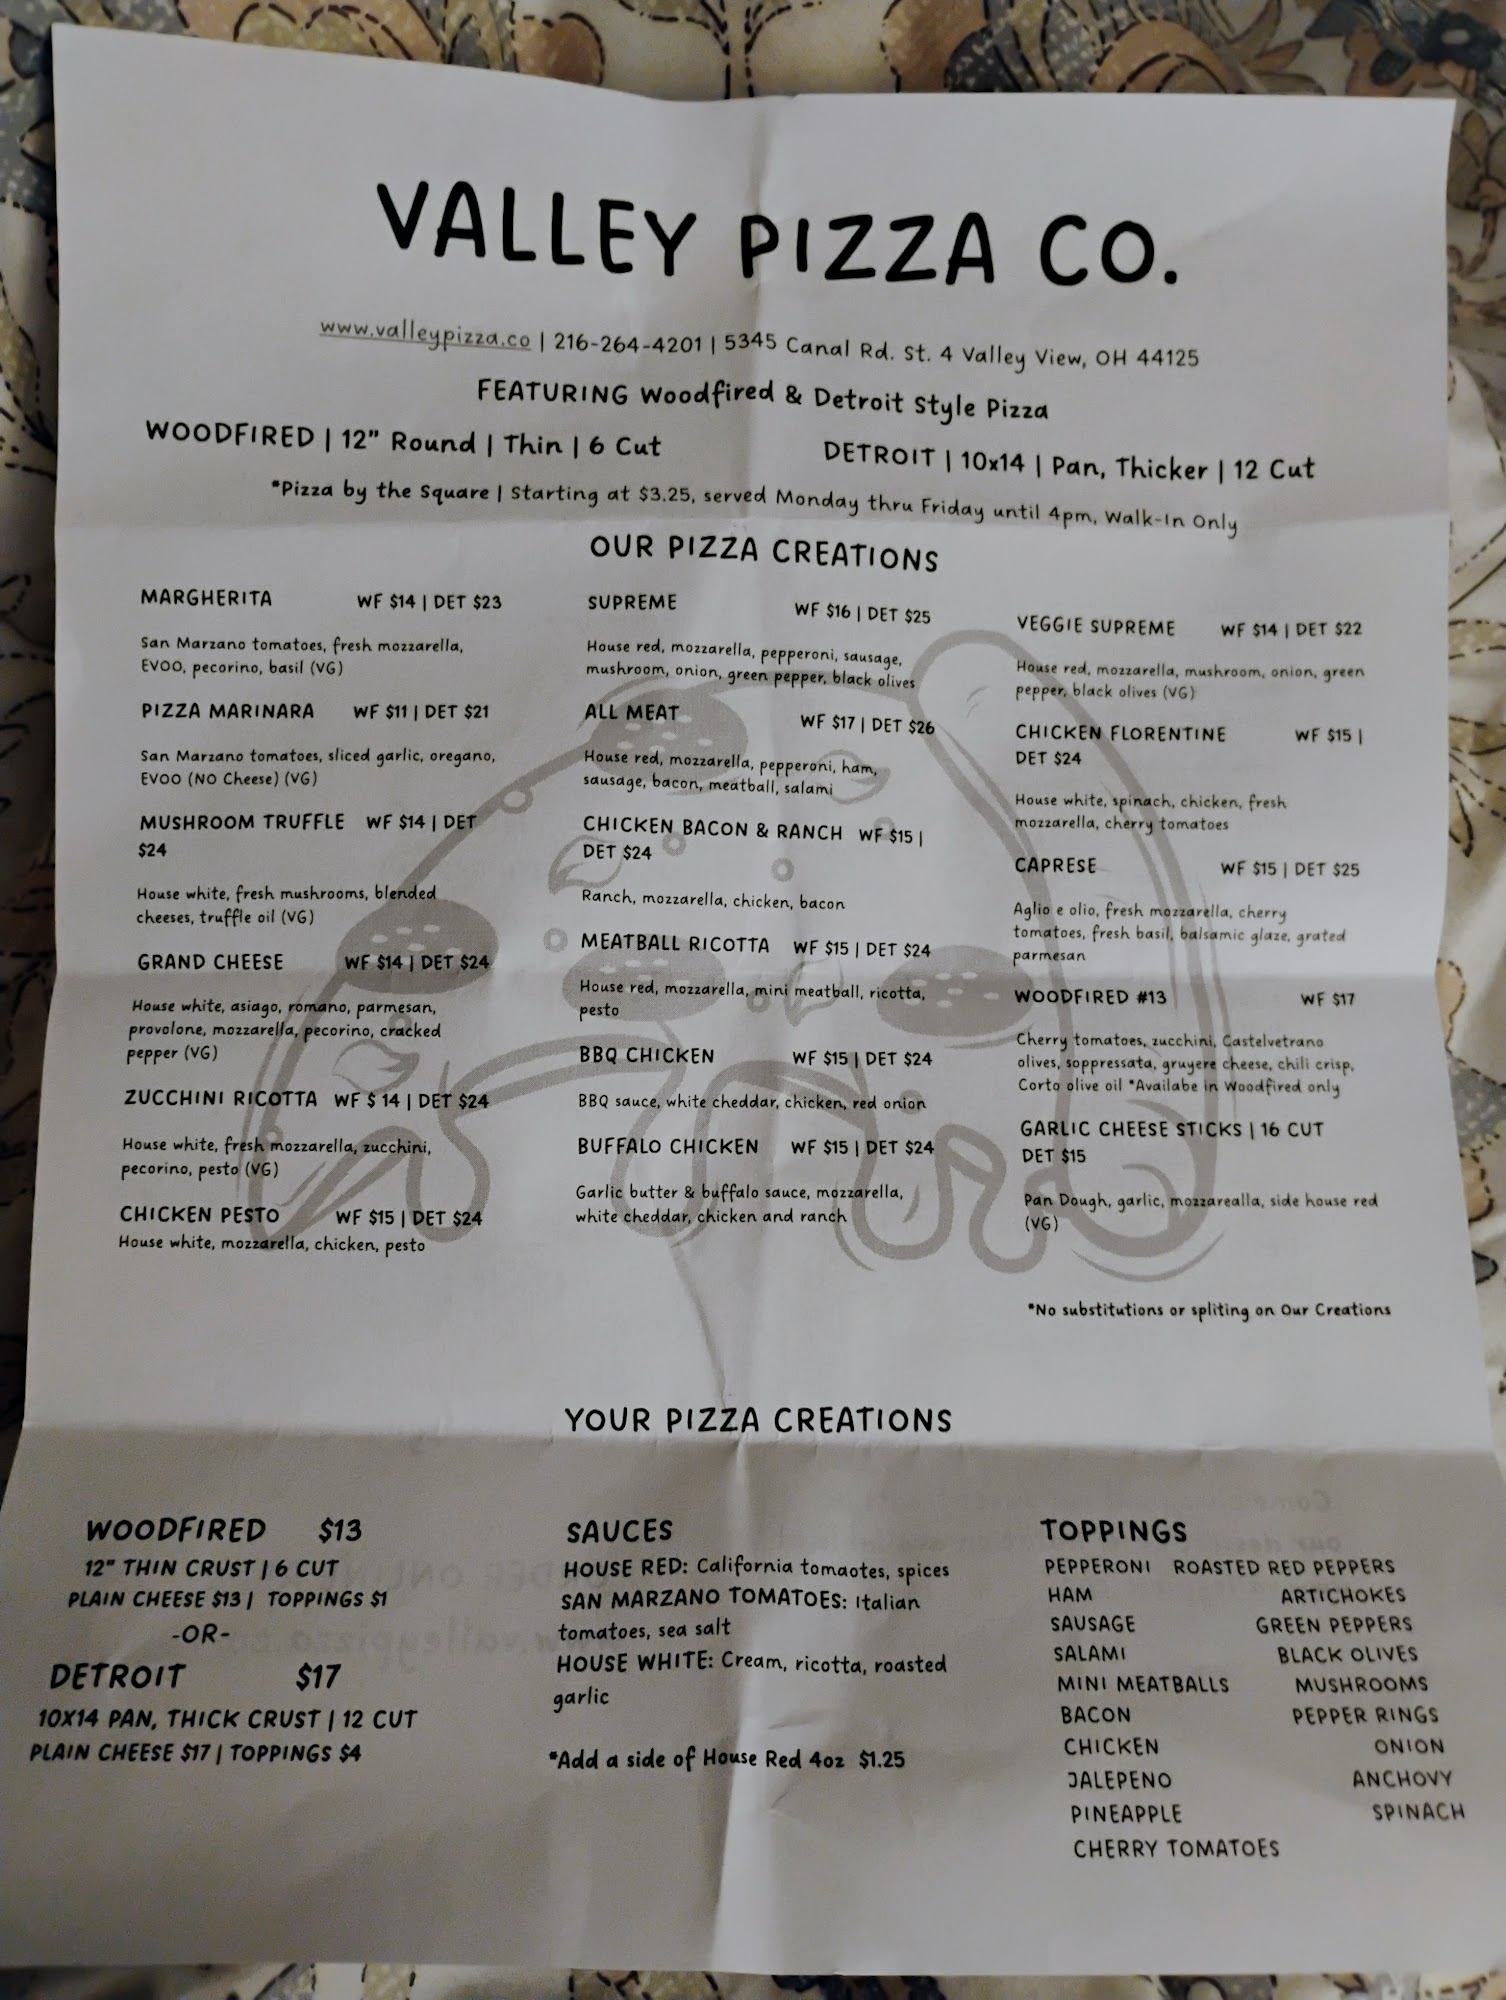 VALLEY PIZZA CO.
www.valleypizza.co | 216-264-4201 | 5345 Canal Rd. St. 4 Valley View, OH 44125
FEATURING Woodfired & Detroit Style Pizza
WOODFIRED | 12" Round | Thin | 6 Cut
DETROIT | 10x14 | Pan, Thicker | 12 Cut
*Pizza by the Square | Starting at $3.25, served Monday thru Friday until 4pm, Walk-In Only
OUR PIZZA CREATIONS
MARGHERITA WF $14 | DET $23
San Marzano tomatoes, fresh mozzarella,
EVOO, pecorino, basil (VG)
PIZZA MARINARA WF $11 | DET $21
San Marzano tomatoes, sliced garlic, oregano,
EVOO (NO Cheese) (VG)
MUSHROOM TRUFFLE WF $14 | DET
$24
House white, fresh mushrooms, blended
cheeses, truffle oil (VG)
GRAND CHEESE WF $14 | DET $24
House white, asiago, romano, parmesan,
provolone, mozzarella, pecorino, cracked
pepper (VG)
ZUCCHINI RICOTTA WF $ 14 | DET $24
House white, fresh mozzarella, zucchini,
pecorino, pesto (VG)
CHICKEN PESTO WF $15 | DET $24
House white, mozzarella, chicken, pesto
SUPREME WF $16 | DET $25
House red, mozzarella, pepperoni, sausage,
mushroom, onion, green pepper, black olives
ALL MEAT WF $17 | DET $26
House red, mozzarella, pepperoni, ham,
sausage, bacon, meatball, salami
CHICKEN BACON & RANCH WF $15 |
DET $24
Ranch, mozzarella, chicken, bacon
MEATBALL RICOTTA WF $15 | DET $24
House red, mozzarella, mini meatball, ricotta,
pesto
BBQ CHICKEN WF $15 | DET $24
BBQ sauce, white cheddar, chicken, red onion
BUFFALO CHICKEN WF $15 | DET $24
Garlic butter & buffalo sauce, mozzarella,
white cheddar, chicken and ranch
VEGGIE SUPREME WF $14 | DET $22
House red, mozzarella, mushroom, onion, green
pepper, black olives (VG)
CHICKEN FLORENTINE WF $15 |
DET $24
House white, spinach, chicken, fresh
mozzarella, cherry tomatoes
CAPRESE WF $15 | DET $25
Aglio e olio, fresh mozzarella, cherry
tomatoes, fresh basil, balsamic glaze, grated
parmesan
WOODFIRED #13 WF $17
Cherry tomatoes, zucchini, Castelvetrano
olives, soppressata, gruyere cheese, chili crisp,
Corto olive oil *Availabe in Woodfired only
GARLIC CHEESE STICKS | 16 CUT
DET $15
Pan Dough, garlic, mozzarealla, side house red
(VG)
*No substitutions or spliting on Our Creations
YOUR PIZZA CREATIONS
WOODFIRED $13
12" THIN CRUST | 6 CUT
PLAIN CHEESE $13 | TOPPINGS $1
-OR-
DETROIT $17
10X14 PAN, THICK CRUST | 12 CUT
PLAIN CHEESE $17 | TOPPINGS $4
SAUCES
HOUSE RED: California tomaotes, spices
SAN MARZANO TOMATOES: Italian
tomatoes, sea salt
HOUSE WHITE: Cream, ricotta, roasted
garlic
*Add a side of House Red 4oz $1.25
TOPPINGS
PEPPERONI ROASTED RED PEPPERS
HAM ARTICHOKES
SAUSAGE GREEN PEPPERS
SALAMI BLACK OLIVES
MINI MEATBALLS MUSHROOMS
BACON PEPPER RINGS
CHICKEN ONION
JALEPENO ANCHOVY
PINEAPPLE SPINACH
CHERRY TOMATOES